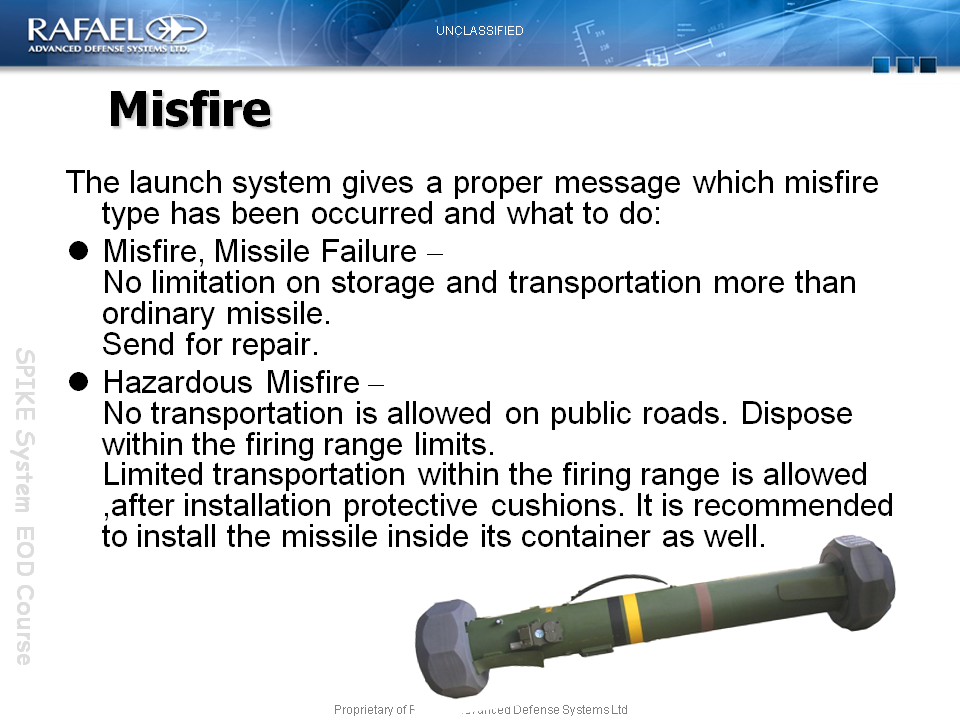 RAFAEL
ADVANCED DEFENSE SYSTEMS LTD.
UNCLASSIFIED
Misfire
The launch system gives a proper message which misfire
type has been occurred and what to do:
● Misfire, Missile Failure –
No limitation on storage and transportation more than
ordinary missile.
Send for repair.
● Hazardous Misfire –
No transportation is allowed on public roads. Dispose
within the firing range limits.
Limited transportation within the firing range is allowed
,after installation protective cushions. It is recommended
to install the missile inside its container as well.
SPIKE System EOD Course
Proprietary of Advanced Defense Systems Ltd